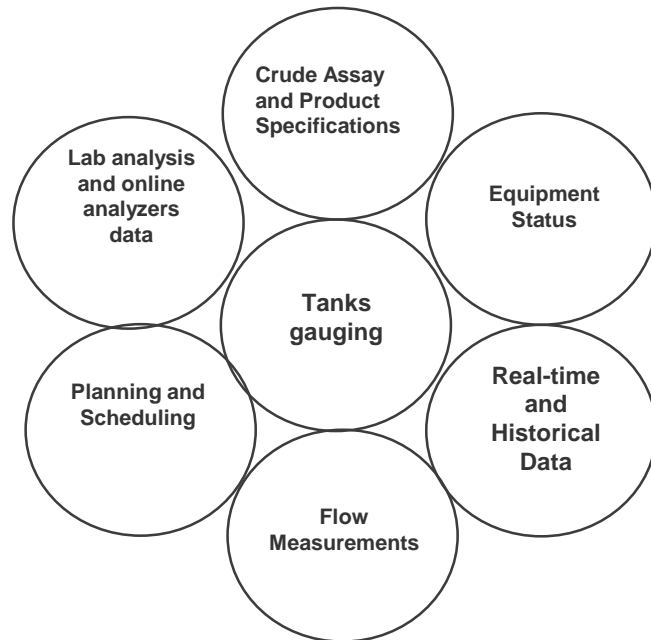 Crude Assay
and Product
Specifications
Lab analysis
and online
analyzers
data
Equipment
Status
Tanks
gauging
Planning and
Scheduling
Real-time
and
Historical
Data
Flow
Measurements